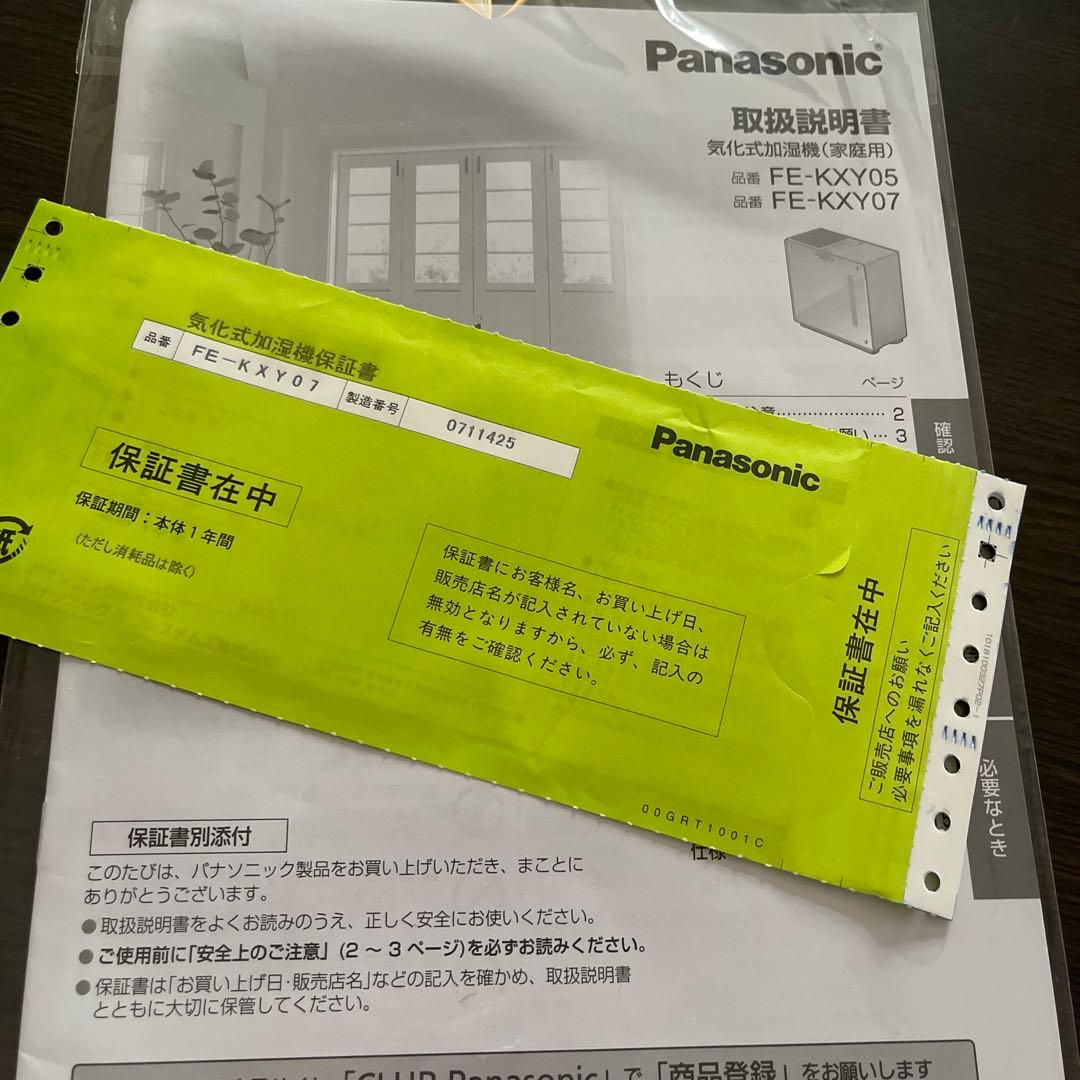 Panasonic
取扱説明書
気化式加湿機(家庭用)
品番 FE-KXY05
品番 FE-KXY07
もくじ ページ
2
3
確認
必要なとき
仕様
気化式加湿機保証書
品番 FE-KXY07 製造番号 0711425
Panasonic
保証書在中
保証期間:本体1年間
(ただし消耗品は除く)
保証書にお客様名、お買い上げ日、
販売店名が記入されていない場合は
無効となりますから、必ず、記入の
有無をご確認ください。
保証書在中
ご販売店へのお願い
必要事項を漏れなくご記入ください
00GRT1001C
保証書別添付
このたびは、パナソニック製品をお買い上げいただき、まことに
ありがとうございます。
●取扱説明書をよくお読みのうえ、正しく安全にお使いください。
●ご使用前に「安全上のご注意」(2~3ページ)を必ずお読みください。
●保証書は「お買い上げ日・販売店名」などの記入を確かめ、取扱説明書
とともに大切に保管してください。
「CLUB Panasonic」で「商品登録」をお願いします